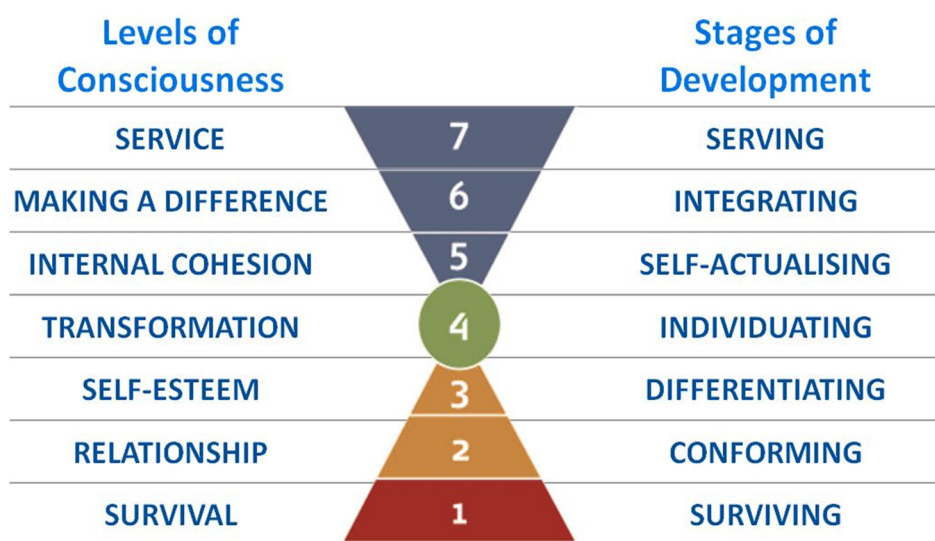 Levels of Consciousness
Stages of Development
SERVICE 7 SERVING
MAKING A DIFFERENCE 6 INTEGRATING
INTERNAL COHESION 5 SELF-ACTUALISING
TRANSFORMATION 4 INDIVIDUATING
SELF-ESTEEM 3 DIFFERENTIATING
RELATIONSHIP 2 CONFORMING
SURVIVAL 1 SURVIVING